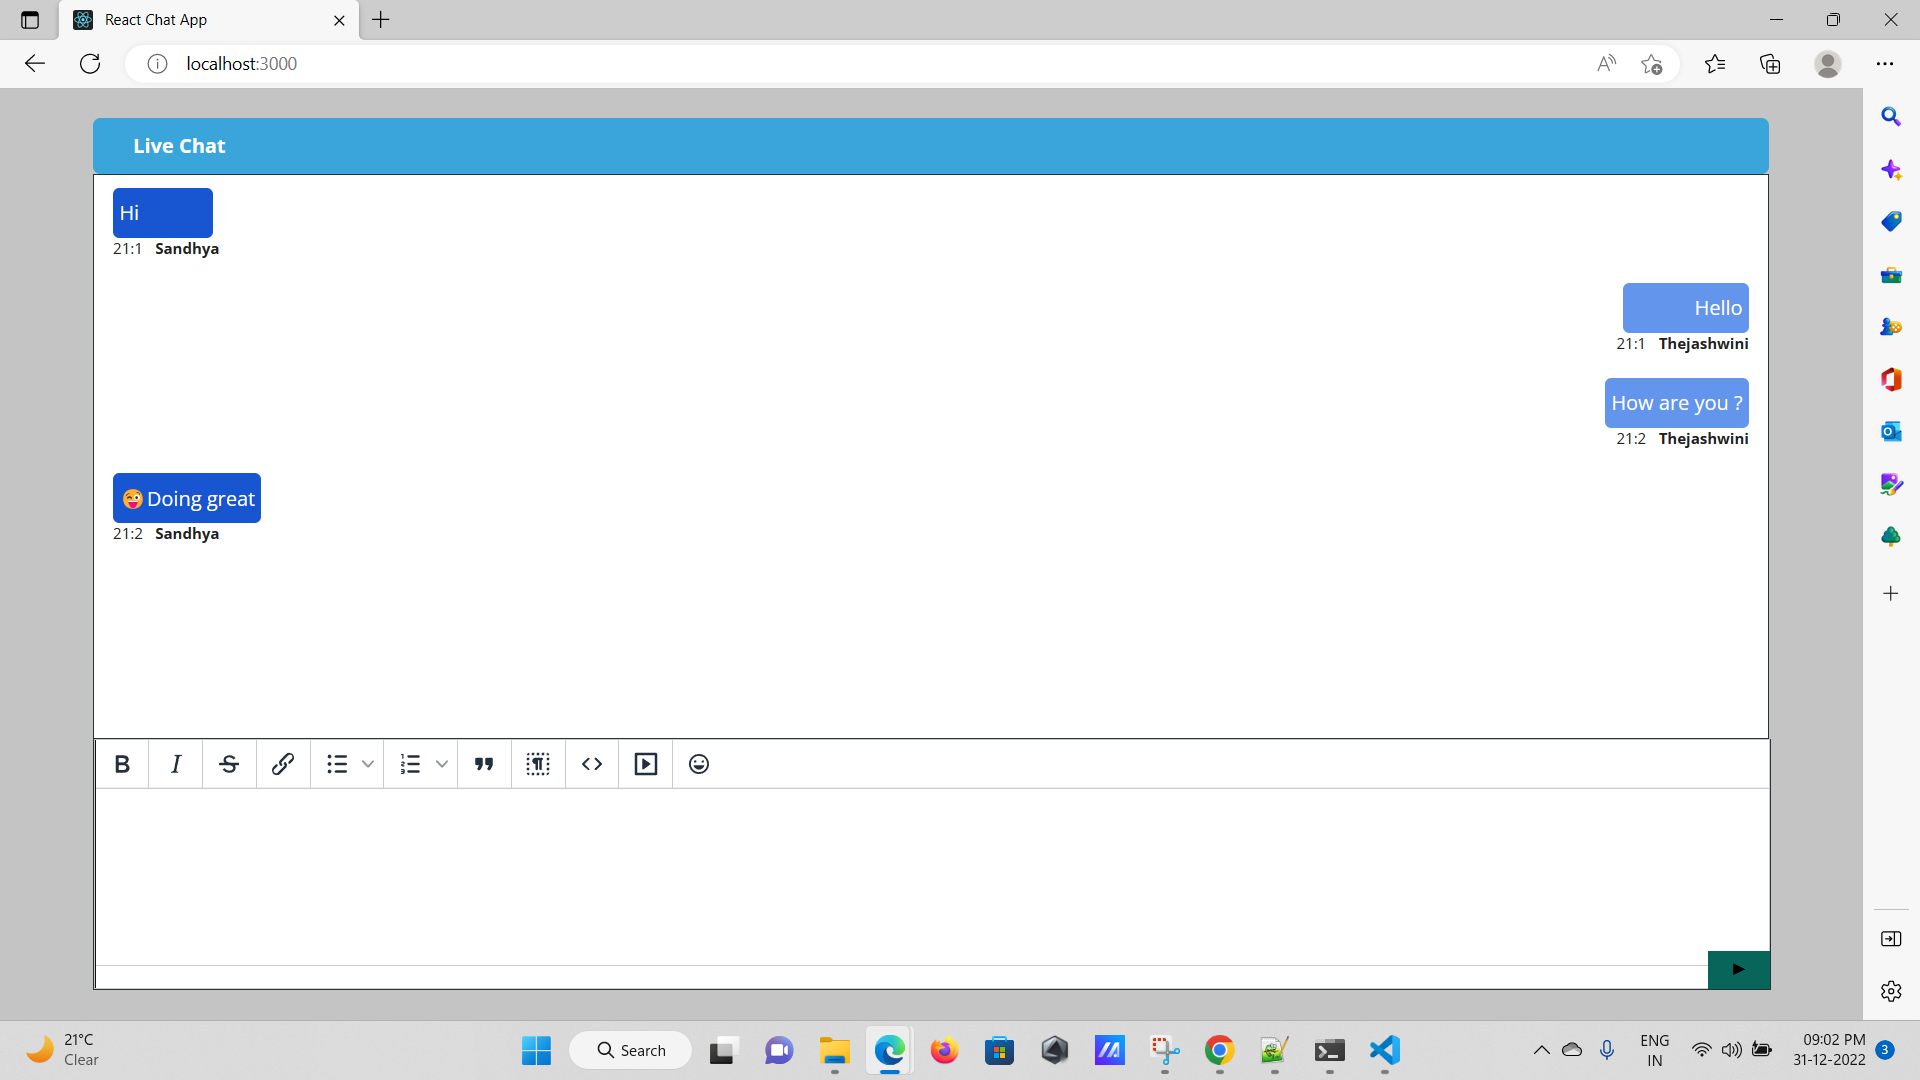 React Chat App
localhost:3000
Live Chat
Hi
21:1 Sandhya
Hello
21:1 Thejashwini
How are you ?
21:2 Thejashwini
😜Doing great
21:2 Sandhya
21°C
Clear
Search
ENG
IN
09:02 PM
31-12-2022
3